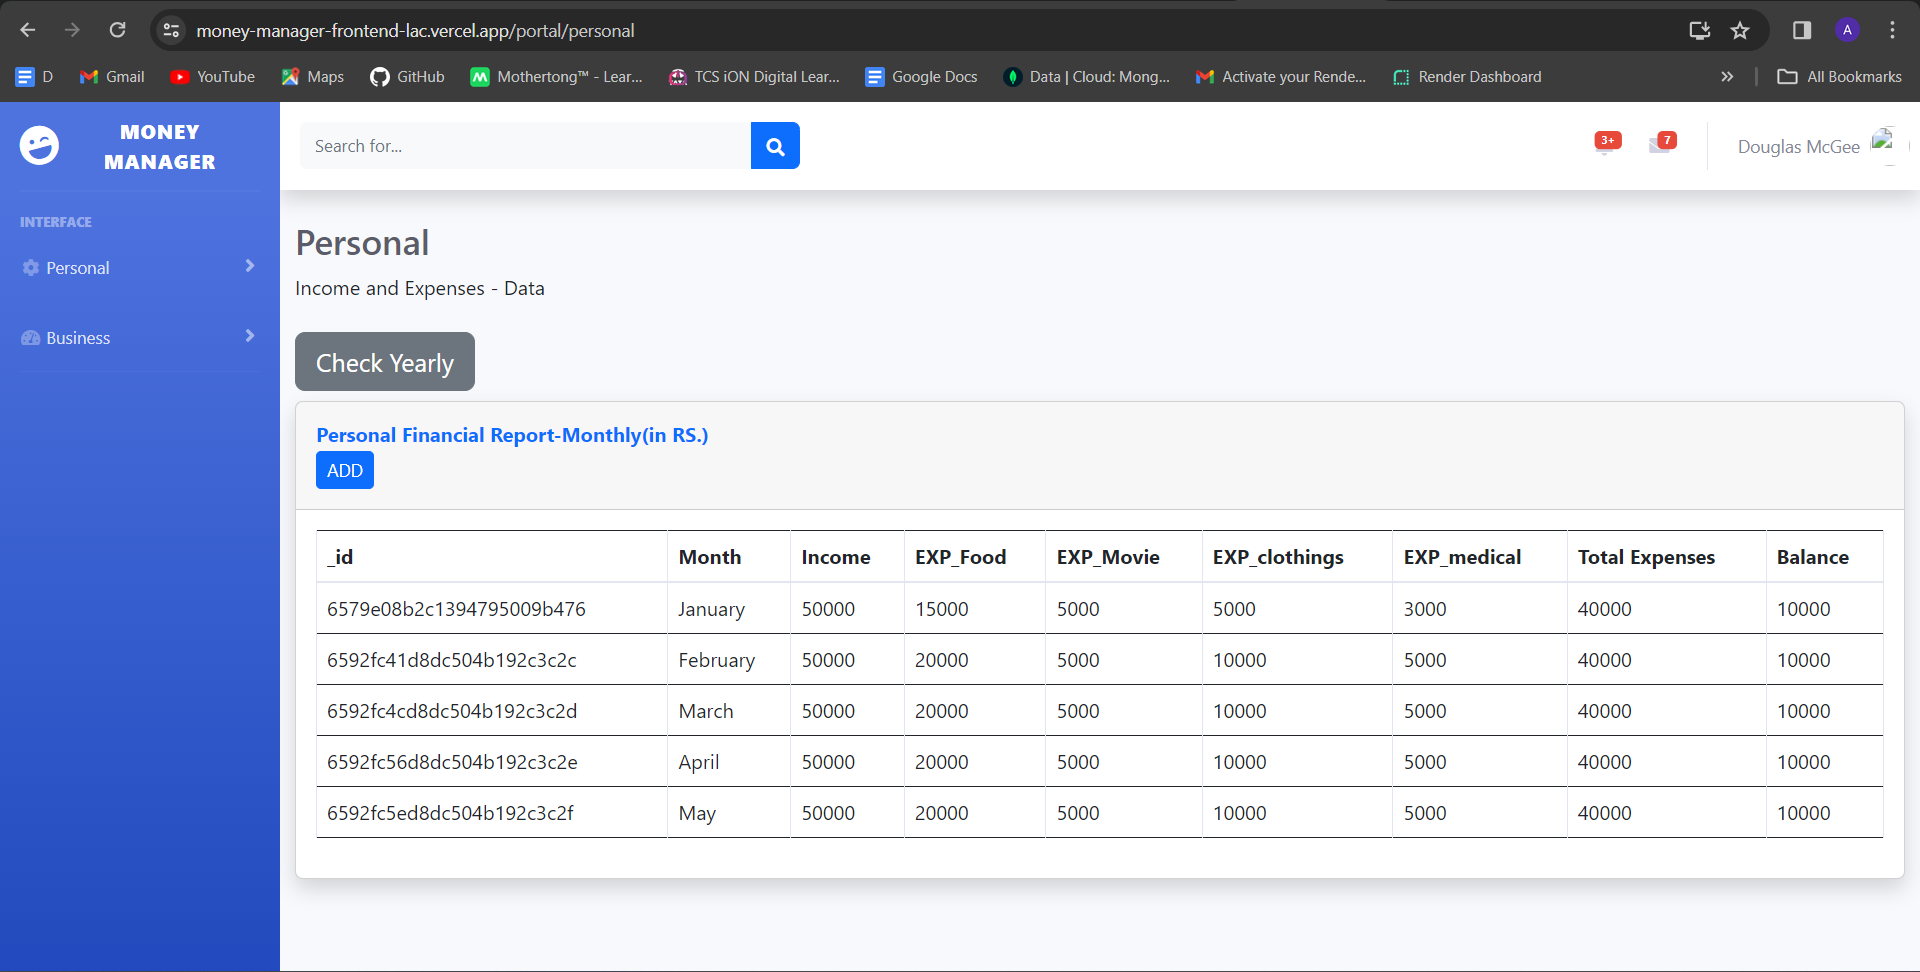 money-manager-frontend-lac.vercel.app/portal/personal
A
D Gmail YouTube Maps GitHub Mothertong™ - Lear... TCS iON Digital Lear... Google Docs Data | Cloud: Mong... Activate your Rende... Render Dashboard » All Bookmarks
MONEY
MANAGER
Search for...
3+
7
Douglas McGee
INTERFACE
Personal
Business
Personal
Income and Expenses - Data
Check Yearly
Personal Financial Report-Monthly(in RS.)
ADD
_id Month Income EXP_Food EXP_Movie EXP_clothings EXP_medical Total Expenses Balance
6579e08b2c1394795009b476 January 50000 15000 5000 5000 3000 40000 10000
6592fc41d8dc504b192c3c2c February 50000 20000 5000 10000 5000 40000 10000
6592fc4cd8dc504b192c3c2d March 50000 20000 5000 10000 5000 40000 10000
6592fc56d8dc504b192c3c2e April 50000 20000 5000 10000 5000 40000 10000
6592fc5ed8dc504b192c3c2f May 50000 20000 5000 10000 5000 40000 10000